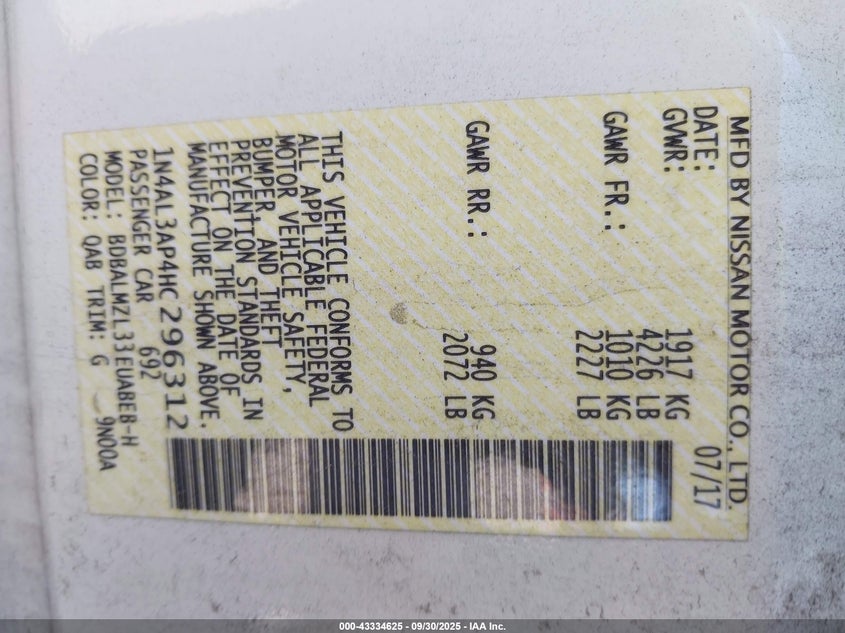 MFD BY NISSAN MOTOR CO., LTD.
DATE: 07/17
GVWR: 1917 KG
4226 LB
GAWR FR.: 1010 KG
2227 LB
GAWR RR.: 940 KG
2072 LB
THIS VEHICLE CONFORMS TO
ALL APPLICABLE FEDERAL
MOTOR VEHICLE SAFETY,
BUMPER, AND THEFT
PREVENTION STANDARDS IN
EFFECT ON THE DATE OF
MANUFACTURE SHOWN ABOVE.
1N4AL3AP4HC296312
PASSENGER CAR 692
MODEL: BDBALMZL33EUABEB-H
COLOR: QAB TRIM: G 9N00A
000-43334625 - 09/30/2025 - IAA Inc.